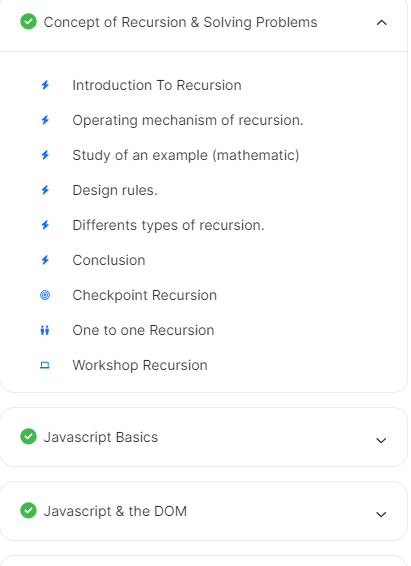 Concept of Recursion & Solving Problems
Introduction To Recursion
Operating mechanism of recursion.
Study of an example (mathematic)
Design rules.
Differents types of recursion.
Conclusion
Checkpoint Recursion
One to one Recursion
Workshop Recursion
Javascript Basics
Javascript & the DOM